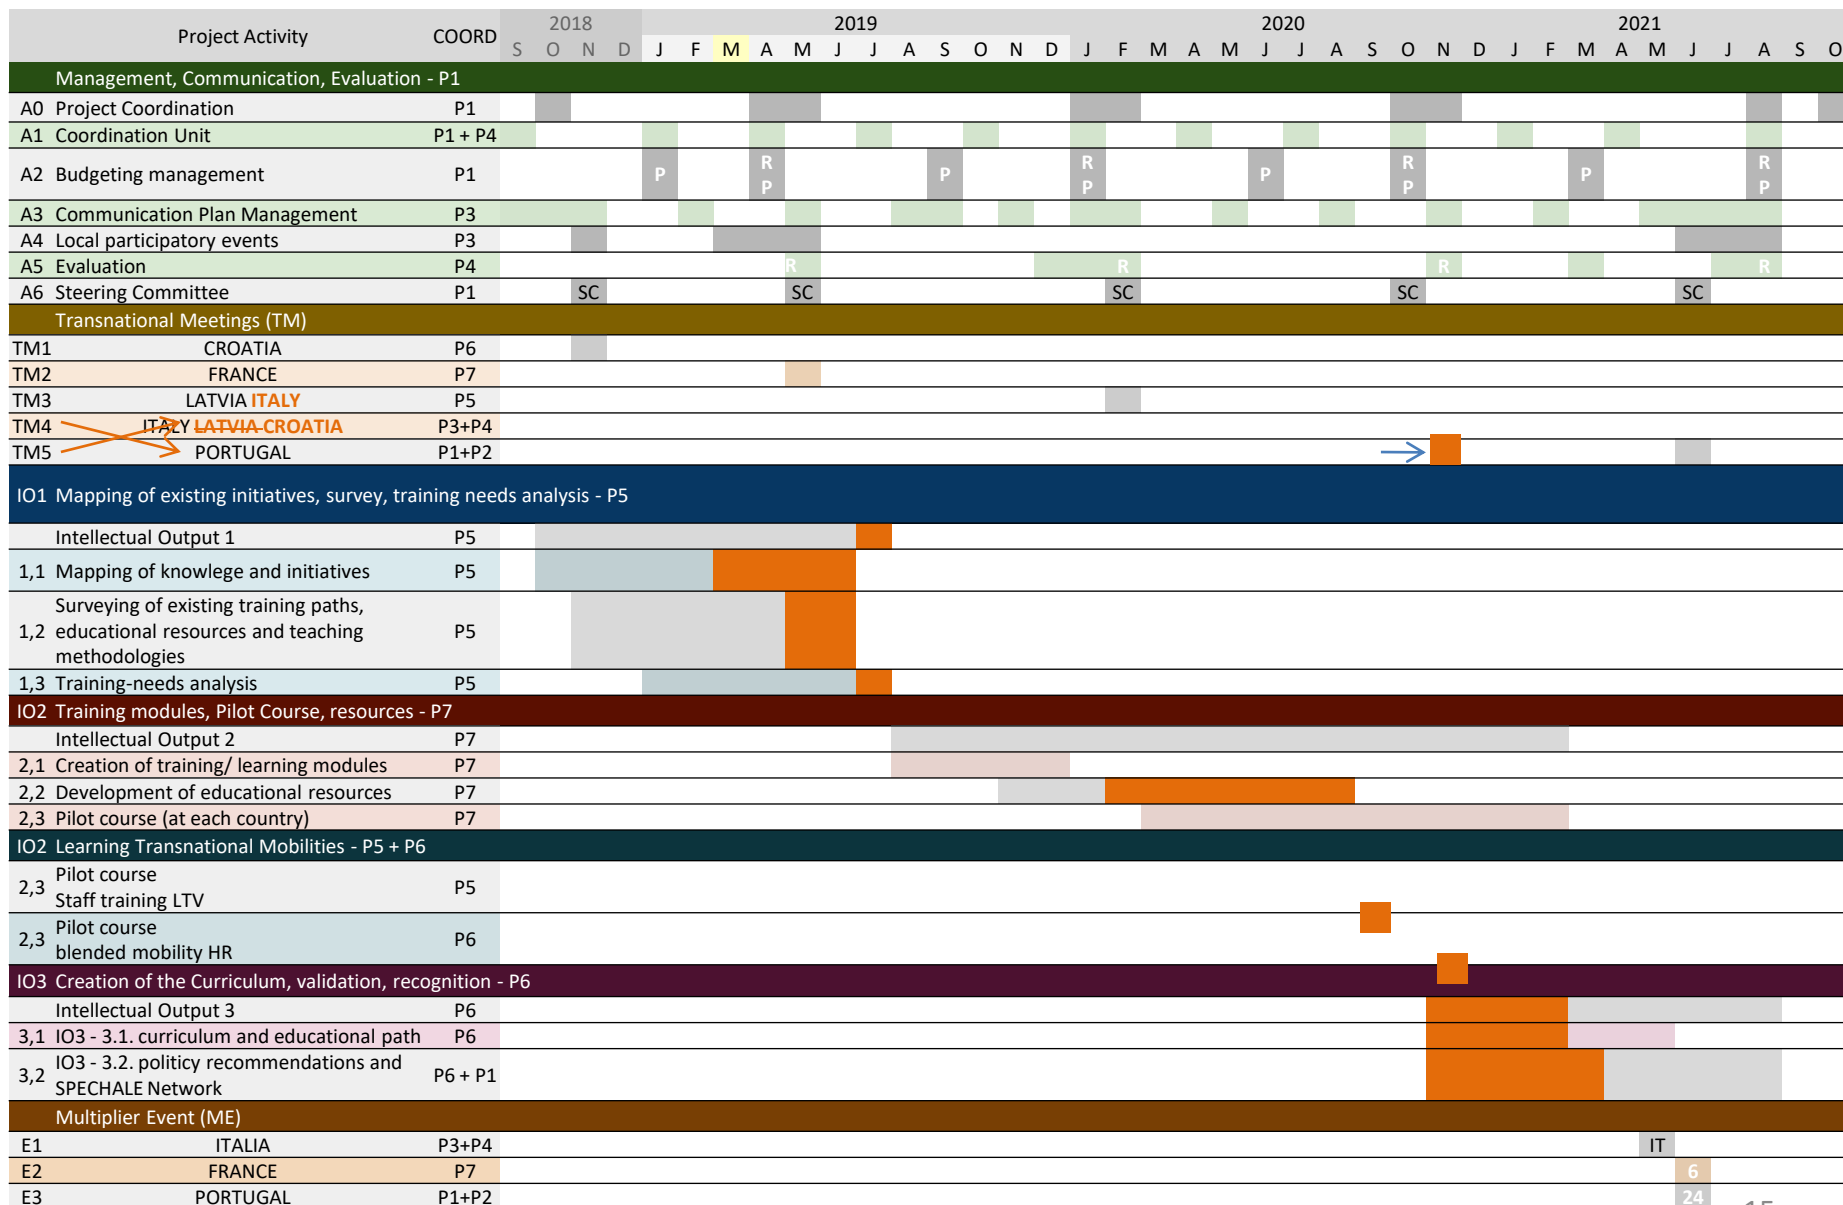 2018 2019 2020 2021
Project Activity COORD
S O N D J F M A M J J A S O N D J F M A M J J A S O N D J F M A M J J A S O
Management, Communication, Evaluation - P1
A0 Project Coordination P1
A1 Coordination Unit P1 + P4
A2 Budgeting management P1 P R P P R P P R P P R P
A3 Communication Plan Management P3
A4 Local participatory events P3
A5 Evaluation P4 R R R R
A6 Steering Committee P1 SC SC SC SC SC
Transnational Meetings (TM)
TM1 CROATIA P6
TM2 FRANCE P7
TM3 LATVIA ITALY P5
TM4 ITALY LATVIA CROATIA P3+P4
TM5 PORTUGAL P1+P2
IO1 Mapping of existing initiatives, survey, training needs analysis - P5
Intellectual Output 1 P5
1,1 Mapping of knowlege and initiatives P5
Surveying of existing training paths,
1,2 educational resources and teaching P5
methodologies
1,3 Training-needs analysis P5
IO2 Training modules, Pilot Course, resources - P7
Intellectual Output 2 P7
2,1 Creation of training/ learning modules P7
2,2 Development of educational resources P7
2,3 Pilot course (at each country) P7
IO2 Learning Transnational Mobilities - P5 + P6
Pilot course
2,3 Staff training LTV P5
Pilot course
2,3 blended mobility HR P6
IO3 Creation of the Curriculum, validation, recognition - P6
Intellectual Output 3 P6
3,1 IO3 - 3.1. curriculum and educational path P6
IO3 - 3.2. politicy recommendations and
3,2 SPECHALE Network P6 + P1
Multiplier Event (ME)
E1 ITALIA P3+P4 IT
E2 FRANCE P7 6
E3 PORTUGAL P1+P2 24